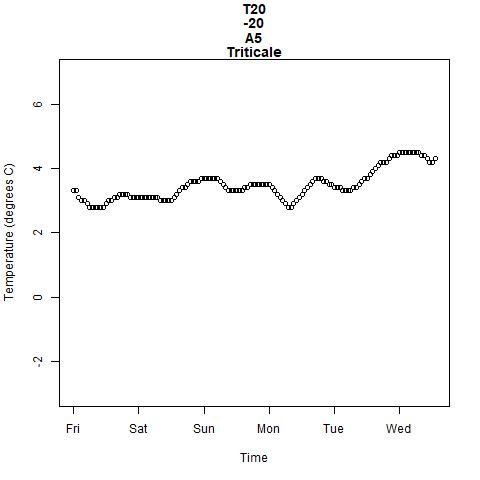 T20
-20
A5
Triticale
6
4
2
0
-2
Temperature (degrees C)
Fri Sat Sun Mon Tue Wed
Time